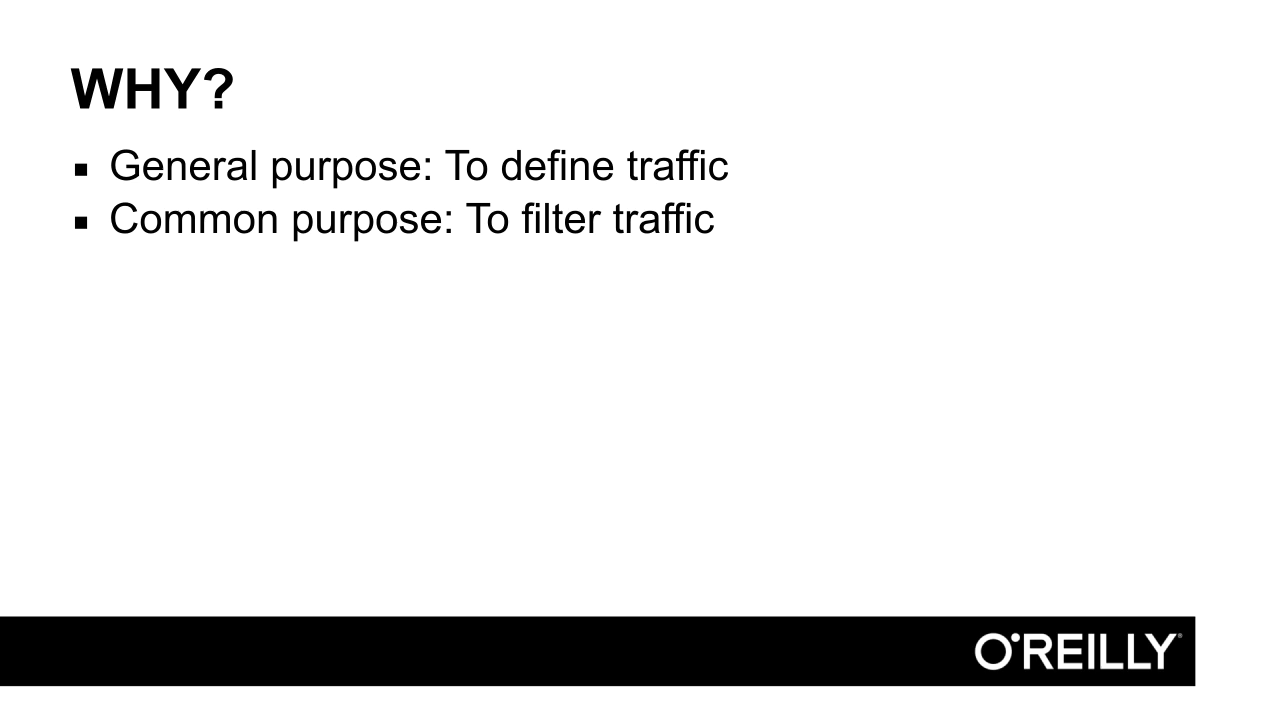 WHY?
▪ General purpose: To define traffic
▪ Common purpose: To filter traffic
O'REILLY®